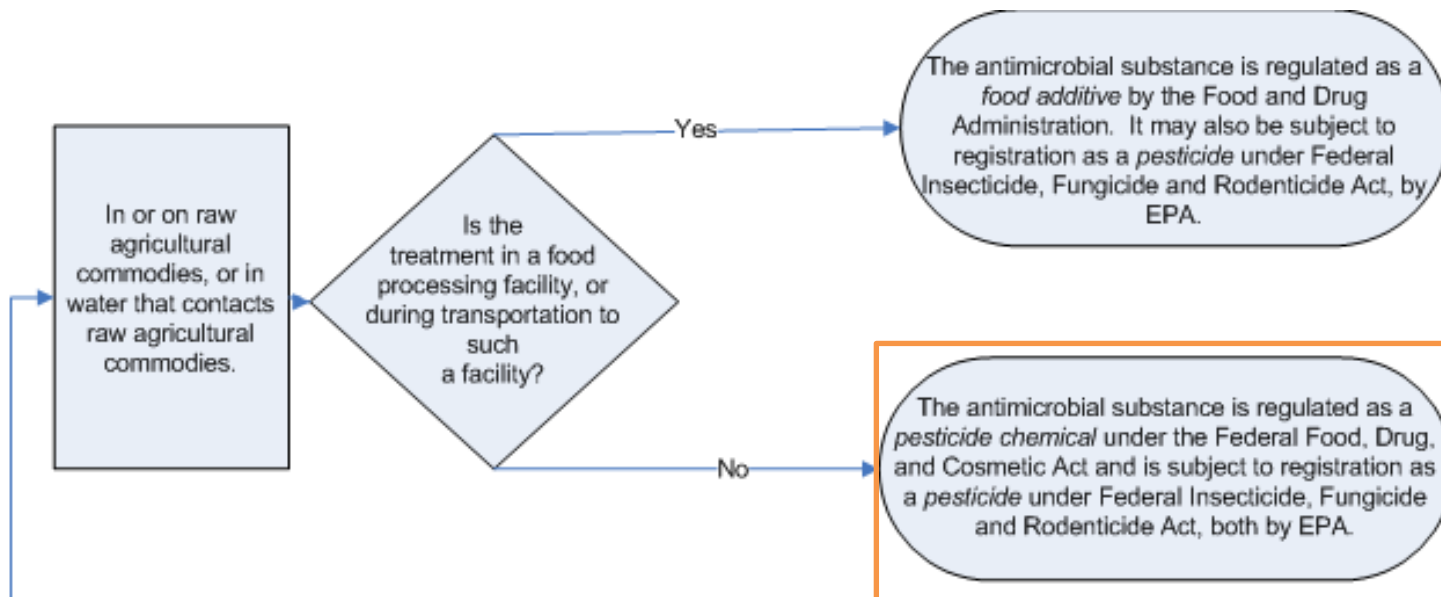 In or on raw
agricultural
commodies, or in
water that contacts
raw agricultural
commodies.
Is the
treatment in a food
processing facility, or
during transportation to
such
a facility?
Yes
The antimicrobial substance is regulated as a
food additive by the Food and Drug
Administration. It may also be subject to
registration as a pesticide under Federal
Insecticide, Fungicide and Rodenticide Act, by
EPA.
No
The antimicrobial substance is regulated as a
pesticide chemical under the Federal Food, Drug,
and Cosmetic Act and is subject to registration as
a pesticide under Federal Insecticide, Fungicide
and Rodenticide Act, both by EPA.